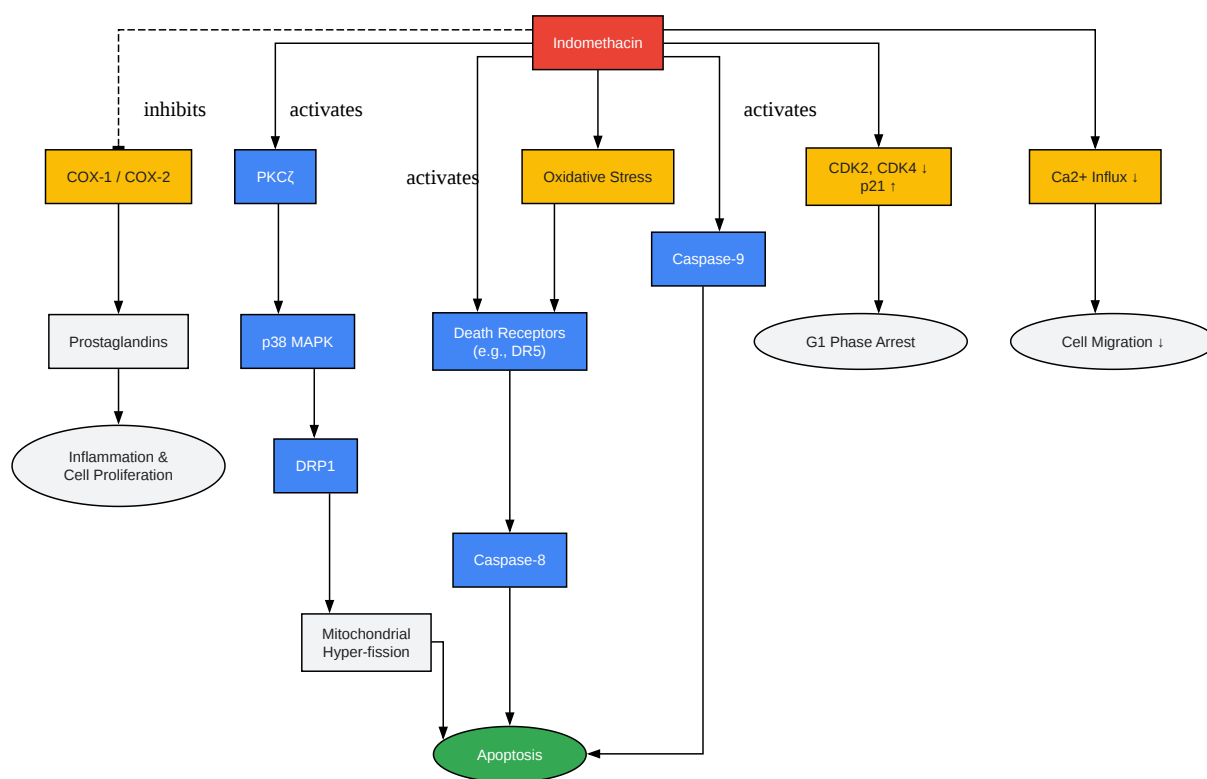 Indomethacin
inhibits
activates
activates
activates
COX-1 / COX-2
PKCζ
Oxidative Stress
CDK2, CDK4 ↓
p21 ↑
Ca2+ Influx ↓
Caspase-9
Prostaglandins
p38 MAPK
Death Receptors
(e.g., DR5)
G1 Phase Arrest
Cell Migration ↓
Inflammation &
Cell Proliferation
DRP1
Caspase-8
Mitochondrial
Hyper-fission
Apoptosis